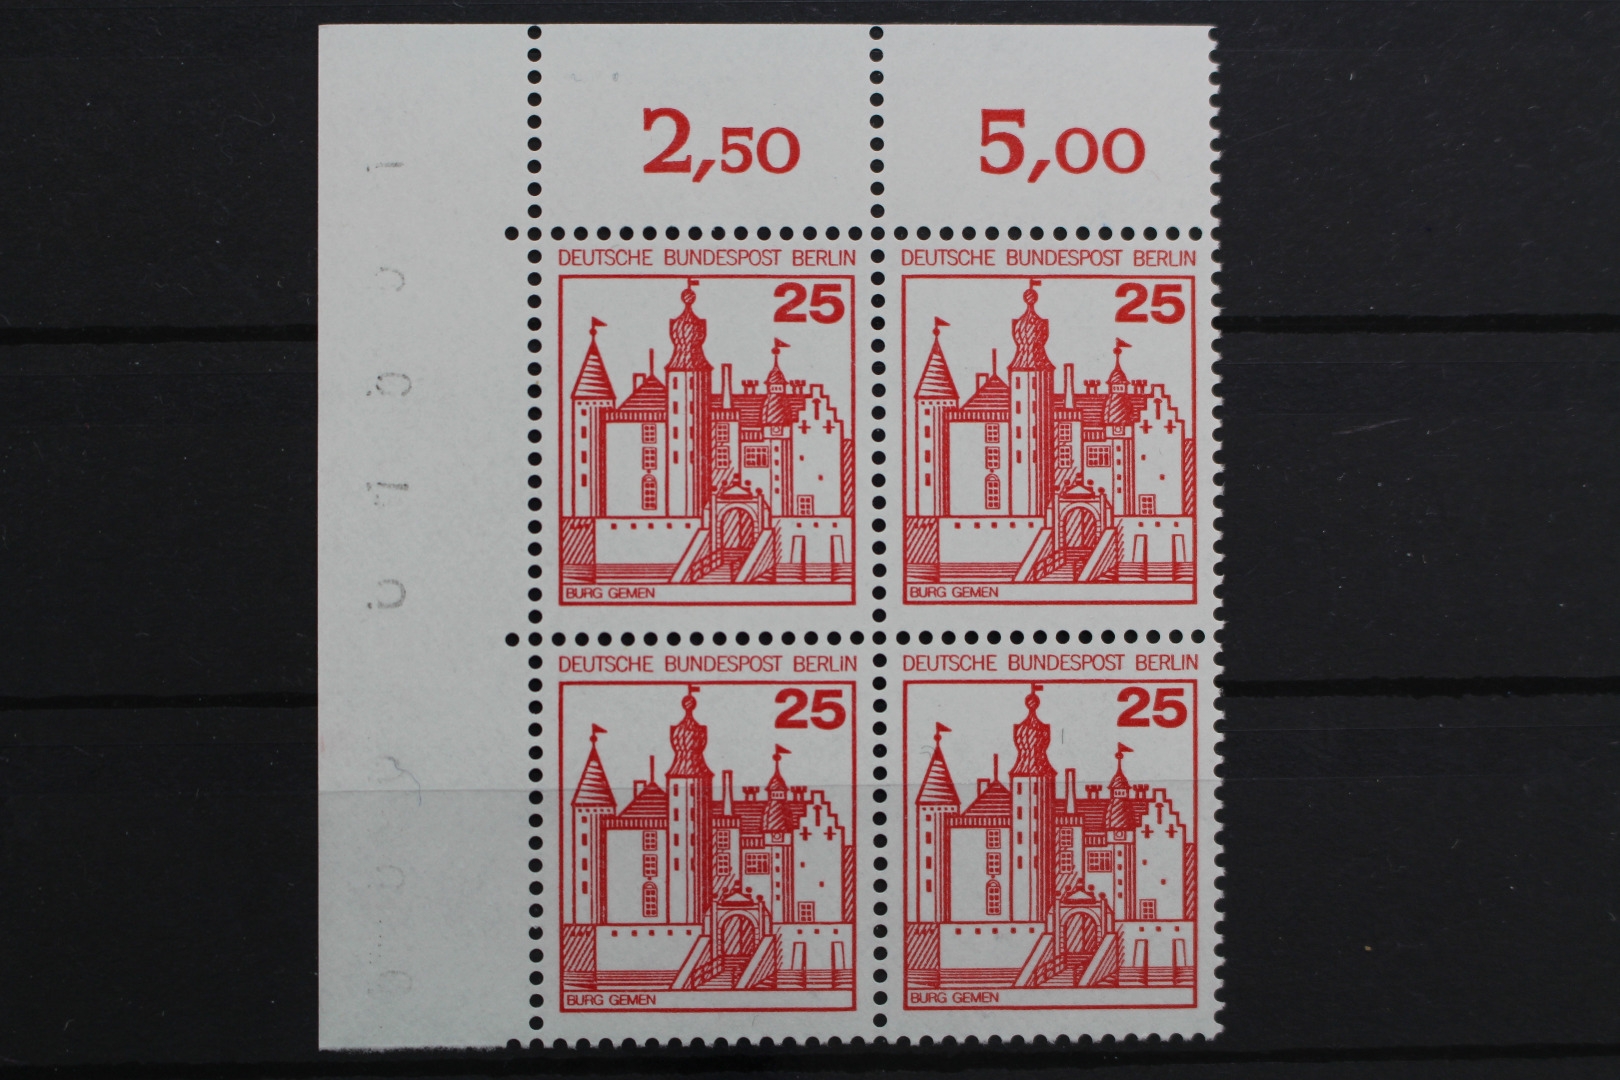 2,50 5,00
DEUTSCHE BUNDESPOST BERLIN DEUTSCHE BUNDESPOST BERLIN
25 25
BURG GEMEN BURG GEMEN
DEUTSCHE BUNDESPOST BERLIN DEUTSCHE BUNDESPOST BERLIN
25 25
BURG GEMEN BURG GEMEN